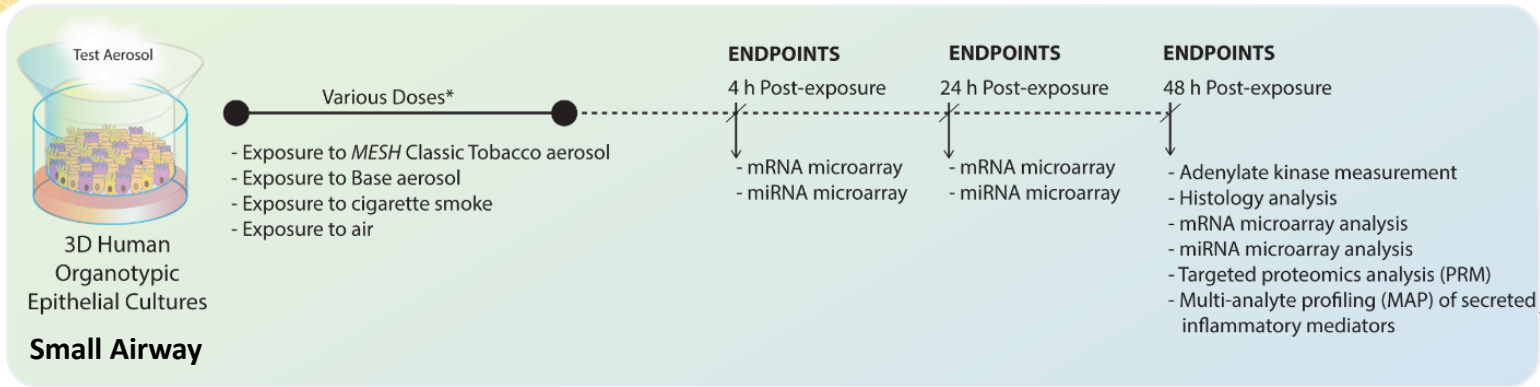 Test Aerosol
3D Human
Organotypic
Epithelial Cultures
Small Airway
Various Doses*
- Exposure to MESH Classic Tobacco aerosol
- Exposure to Base aerosol
- Exposure to cigarette smoke
- Exposure to air
ENDPOINTS
4 h Post-exposure
- mRNA microarray
- miRNA microarray
ENDPOINTS
24 h Post-exposure
- mRNA microarray
- miRNA microarray
ENDPOINTS
48 h Post-exposure
- Adenylate kinase measurement
- Histology analysis
- mRNA microarray analysis
- miRNA microarray analysis
- Targeted proteomics analysis (PRM)
- Multi-analyte profiling (MAP) of secreted
inflammatory mediators